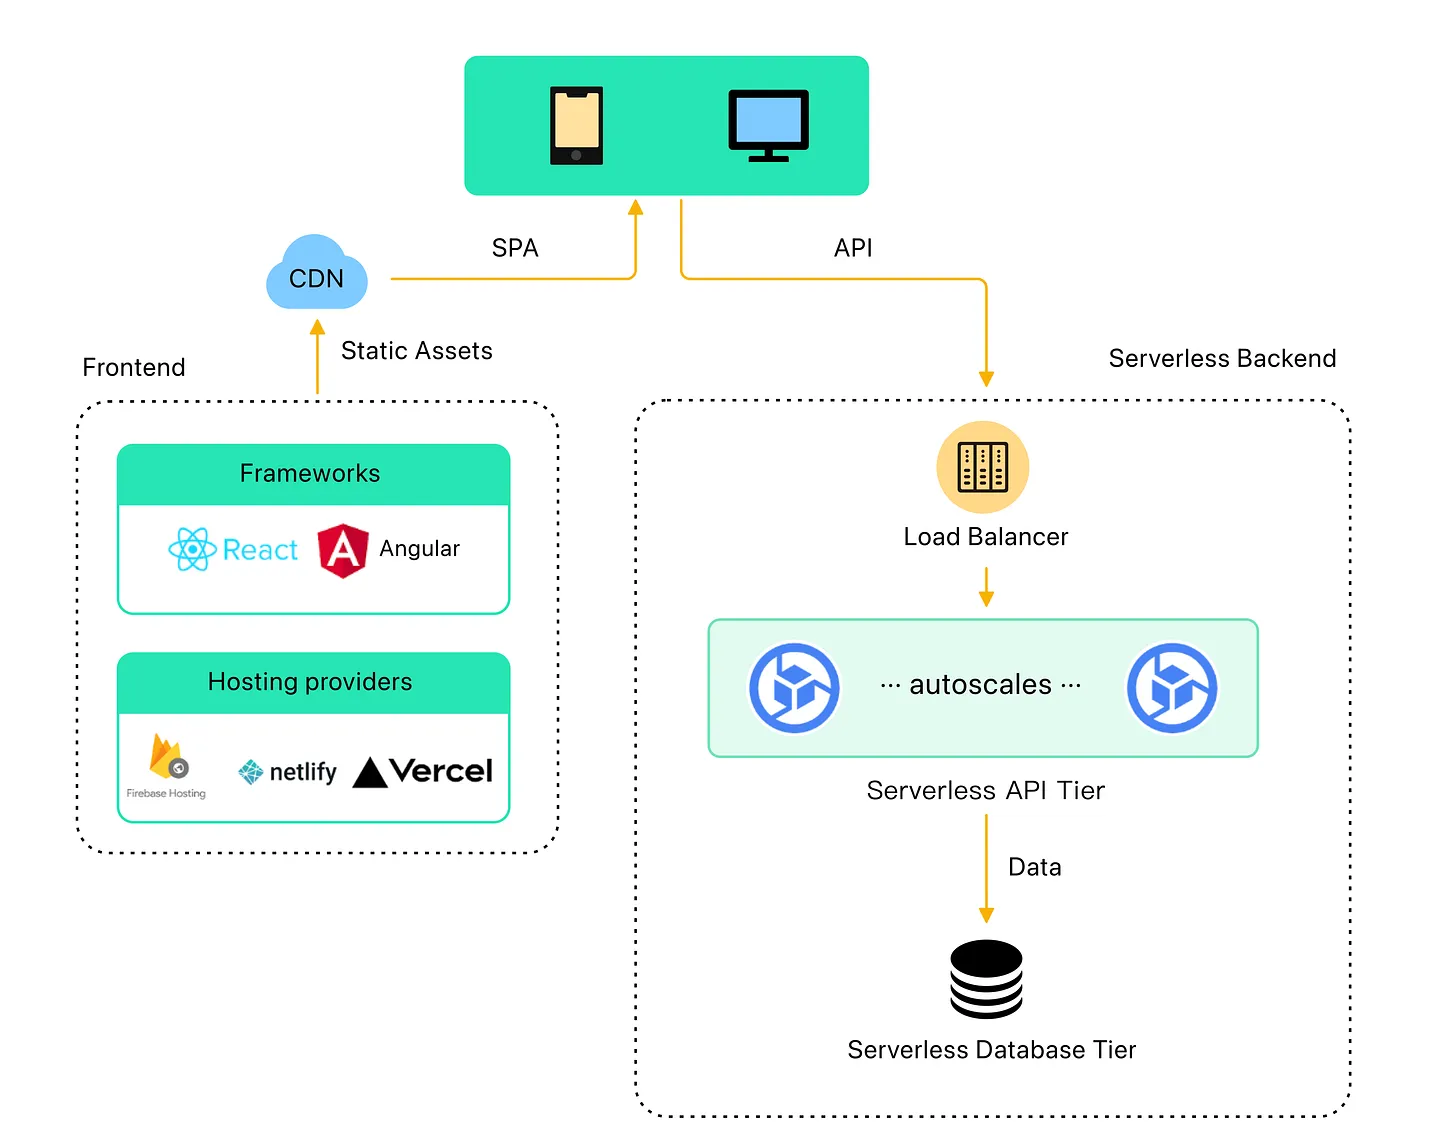 SPA
API
CDN
Static Assets
Frontend
Serverless Backend
Frameworks
React
Angular
Hosting providers
Firebase Hosting
netlify
Vercel
Load Balancer
··· autoscales ···
Serverless API Tier
Data
Serverless Database Tier